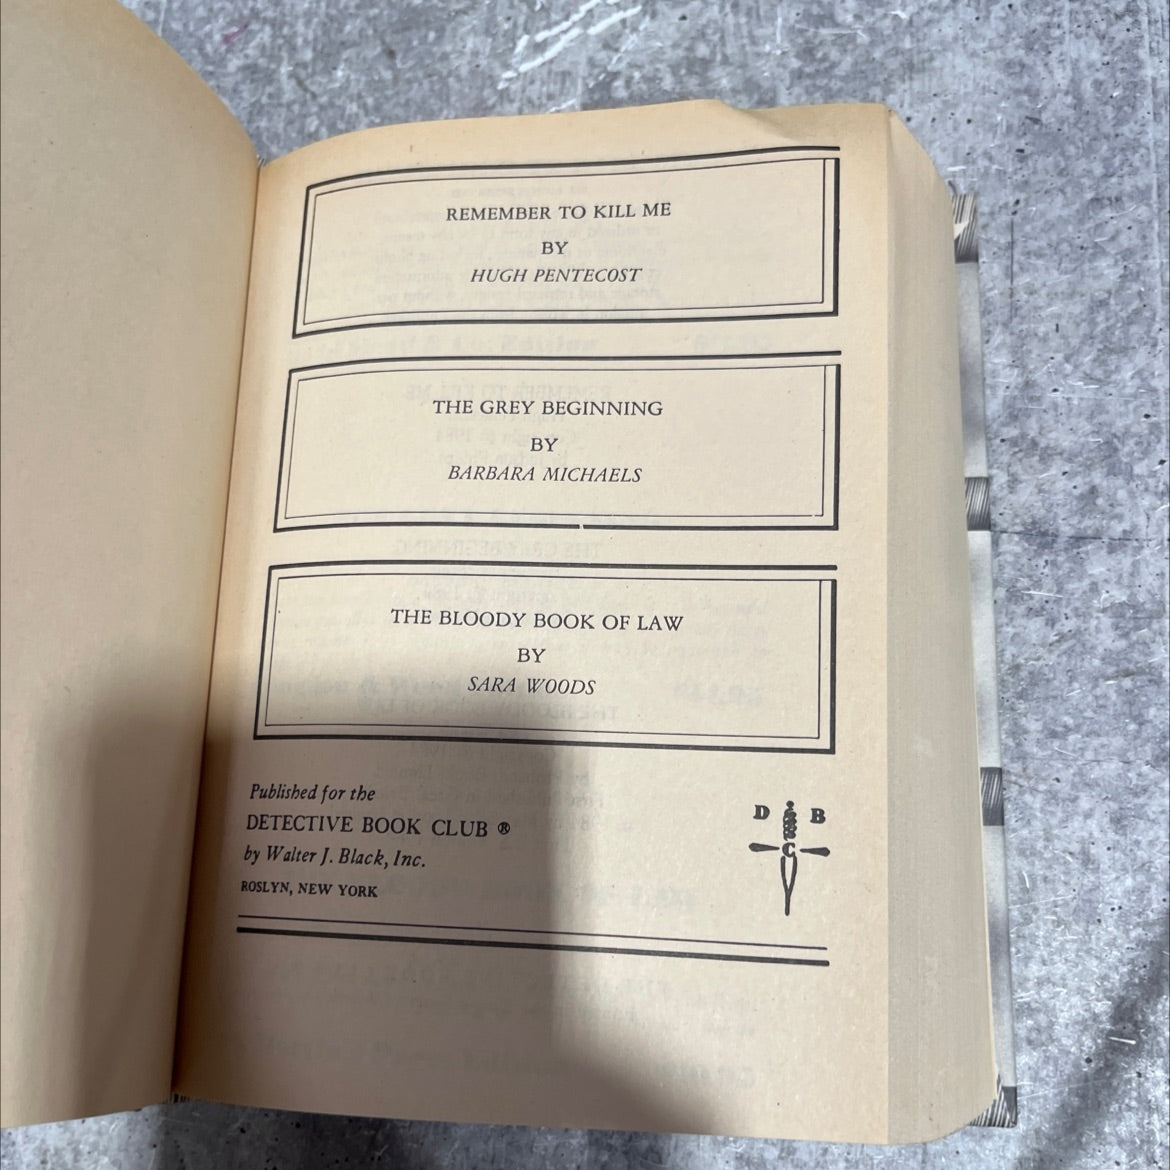 REMEMBER TO KILL ME
BY
HUGH PENTECOST
THE GREY BEGINNING
BY
BARBARA MICHAELS
THE BLOODY BOOK OF LAW
BY
SARA WOODS
Published for the
DETECTIVE BOOK CLUB ®
by Walter J. Black, Inc.
ROSLYN, NEW YORK
D B
C